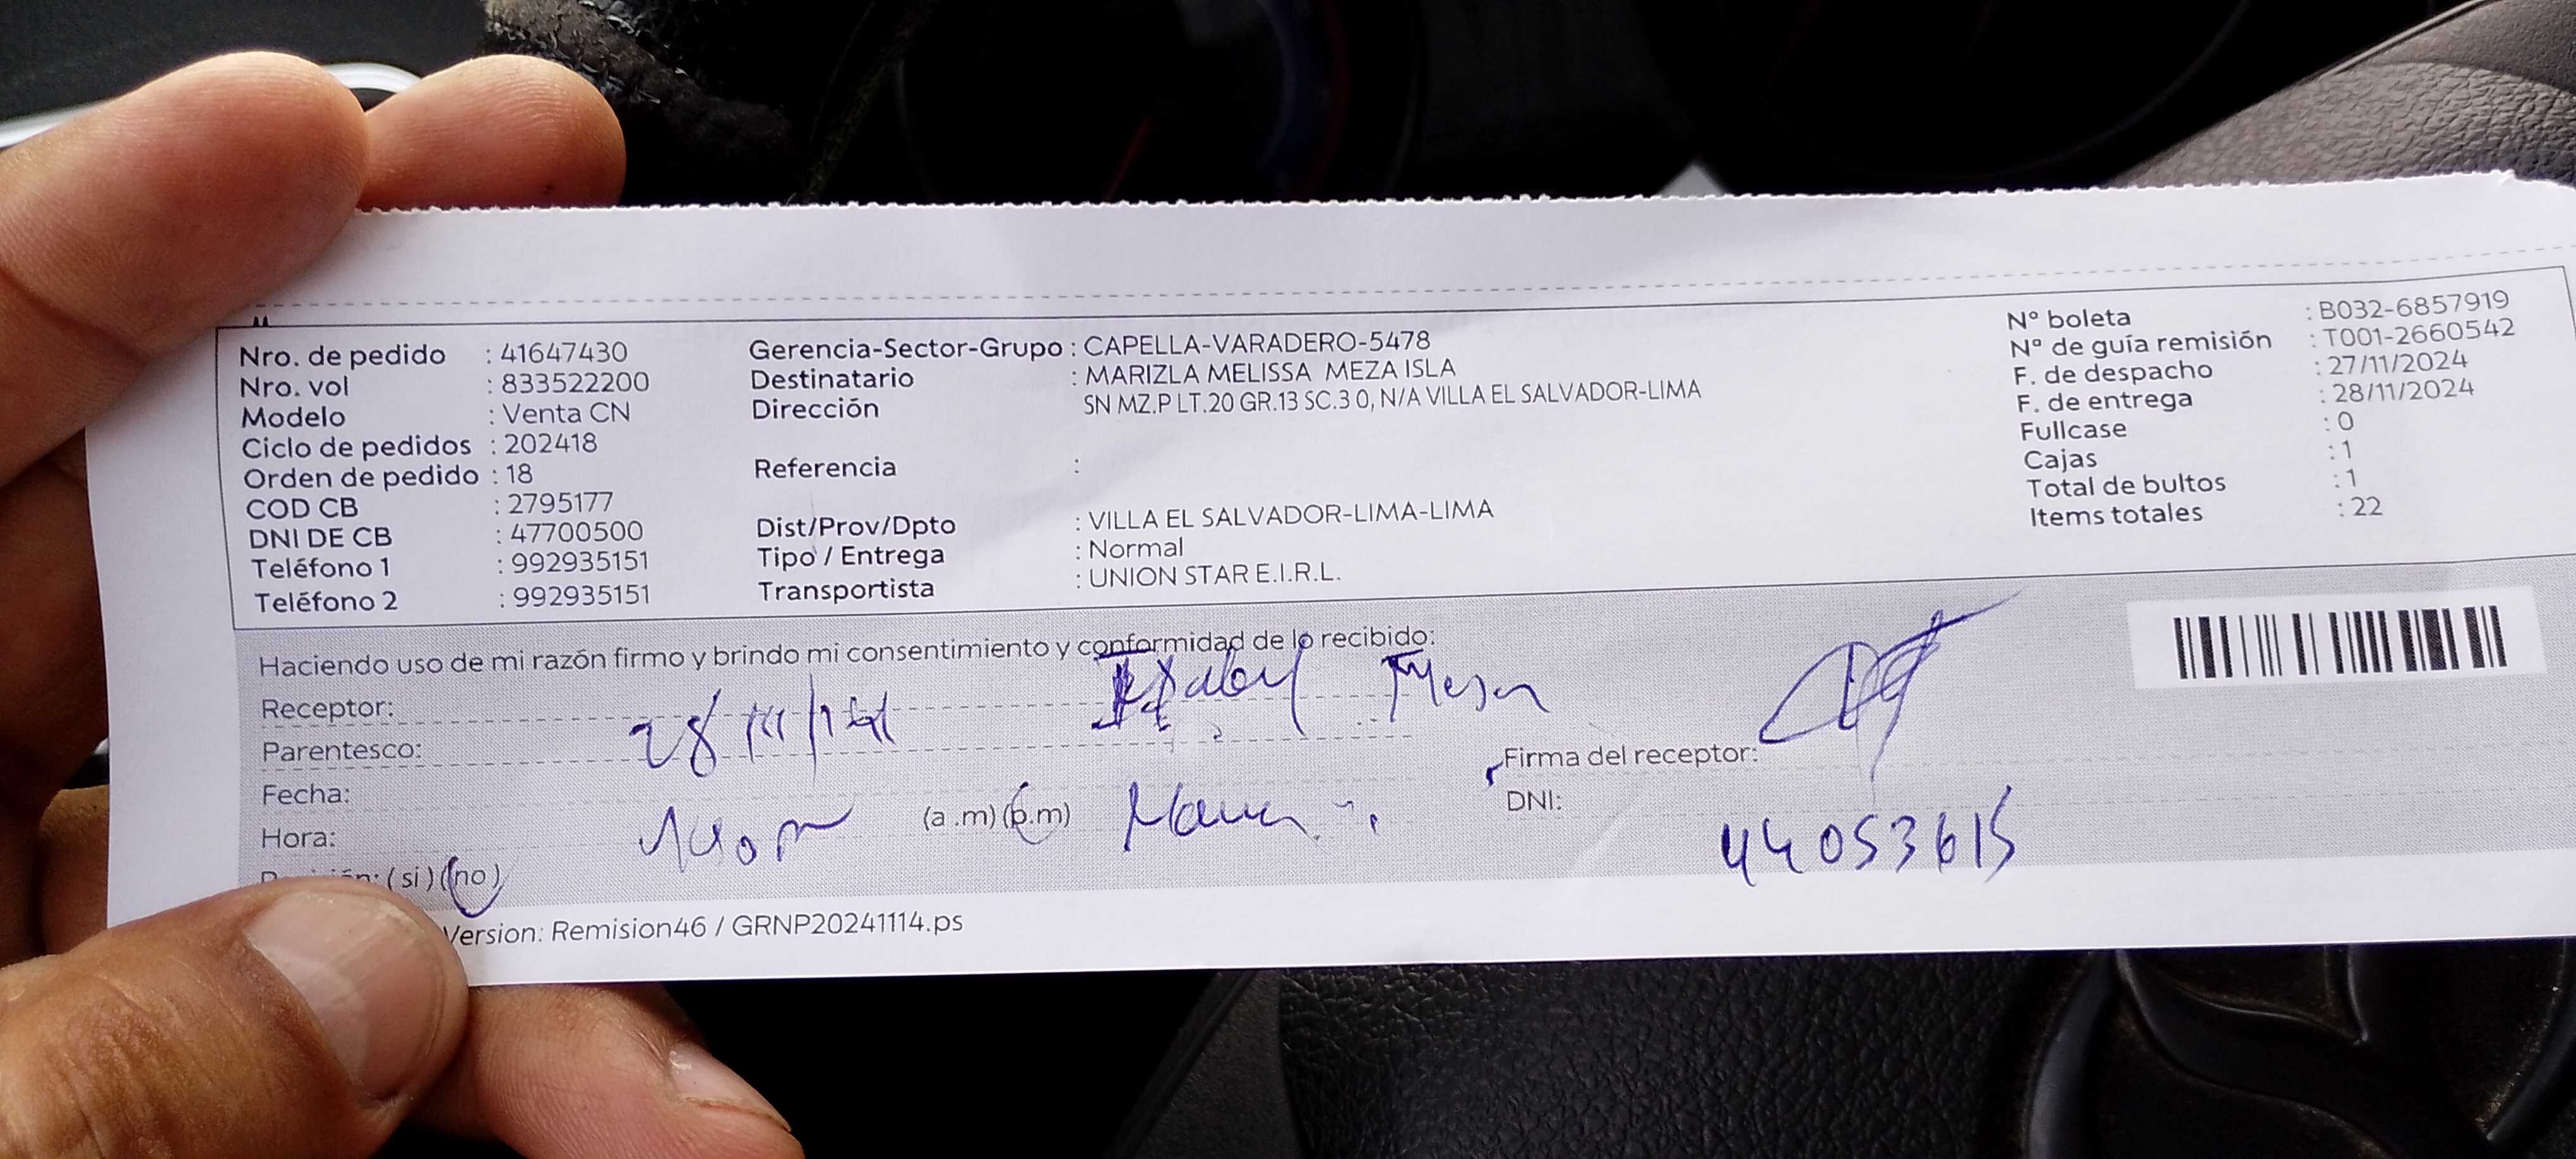 Nro. de pedido : 41647430
Nro. vol : 833522200
Modelo : Venta CN
Ciclo de pedidos : 202418
Orden de pedido : 18
COD CB : 2795177
DNI DE CB : 47700500
Teléfono 1 : 992935151
Teléfono 2 : 992935151
Gerencia-Sector-Grupo : CAPELLA-VARADERO-5478
Destinatario : MARIZLA MELISSA MEZA ISLA
Dirección SN MZ.P LT.20 GR.13 SC.3 0, N/A VILLA EL SALVADOR-LIMA
Referencia :
Dist/Prov/Dpto : VILLA EL SALVADOR-LIMA-LIMA
Tipo / Entrega : Normal
Transportista : UNION STAR E.I.R.L.
Nº boleta : B032-6857919
Nº de guía remisión : T001-2660542
F. de despacho : 27/11/2024
F. de entrega : 28/11/2024
Fullcase : 0
Cajas : 1
Total de bultos : 1
Items totales : 22
Haciendo uso de mi razón firmo y brindo mi consentimiento y conformidad de lo recibido:
Receptor:
Parentesco:
Fecha:
Hora: (a .m) (p.m)
(si) (no)
Firma del receptor:
DNI: 44053615
Version: Remision46 / GRNP20241114.ps